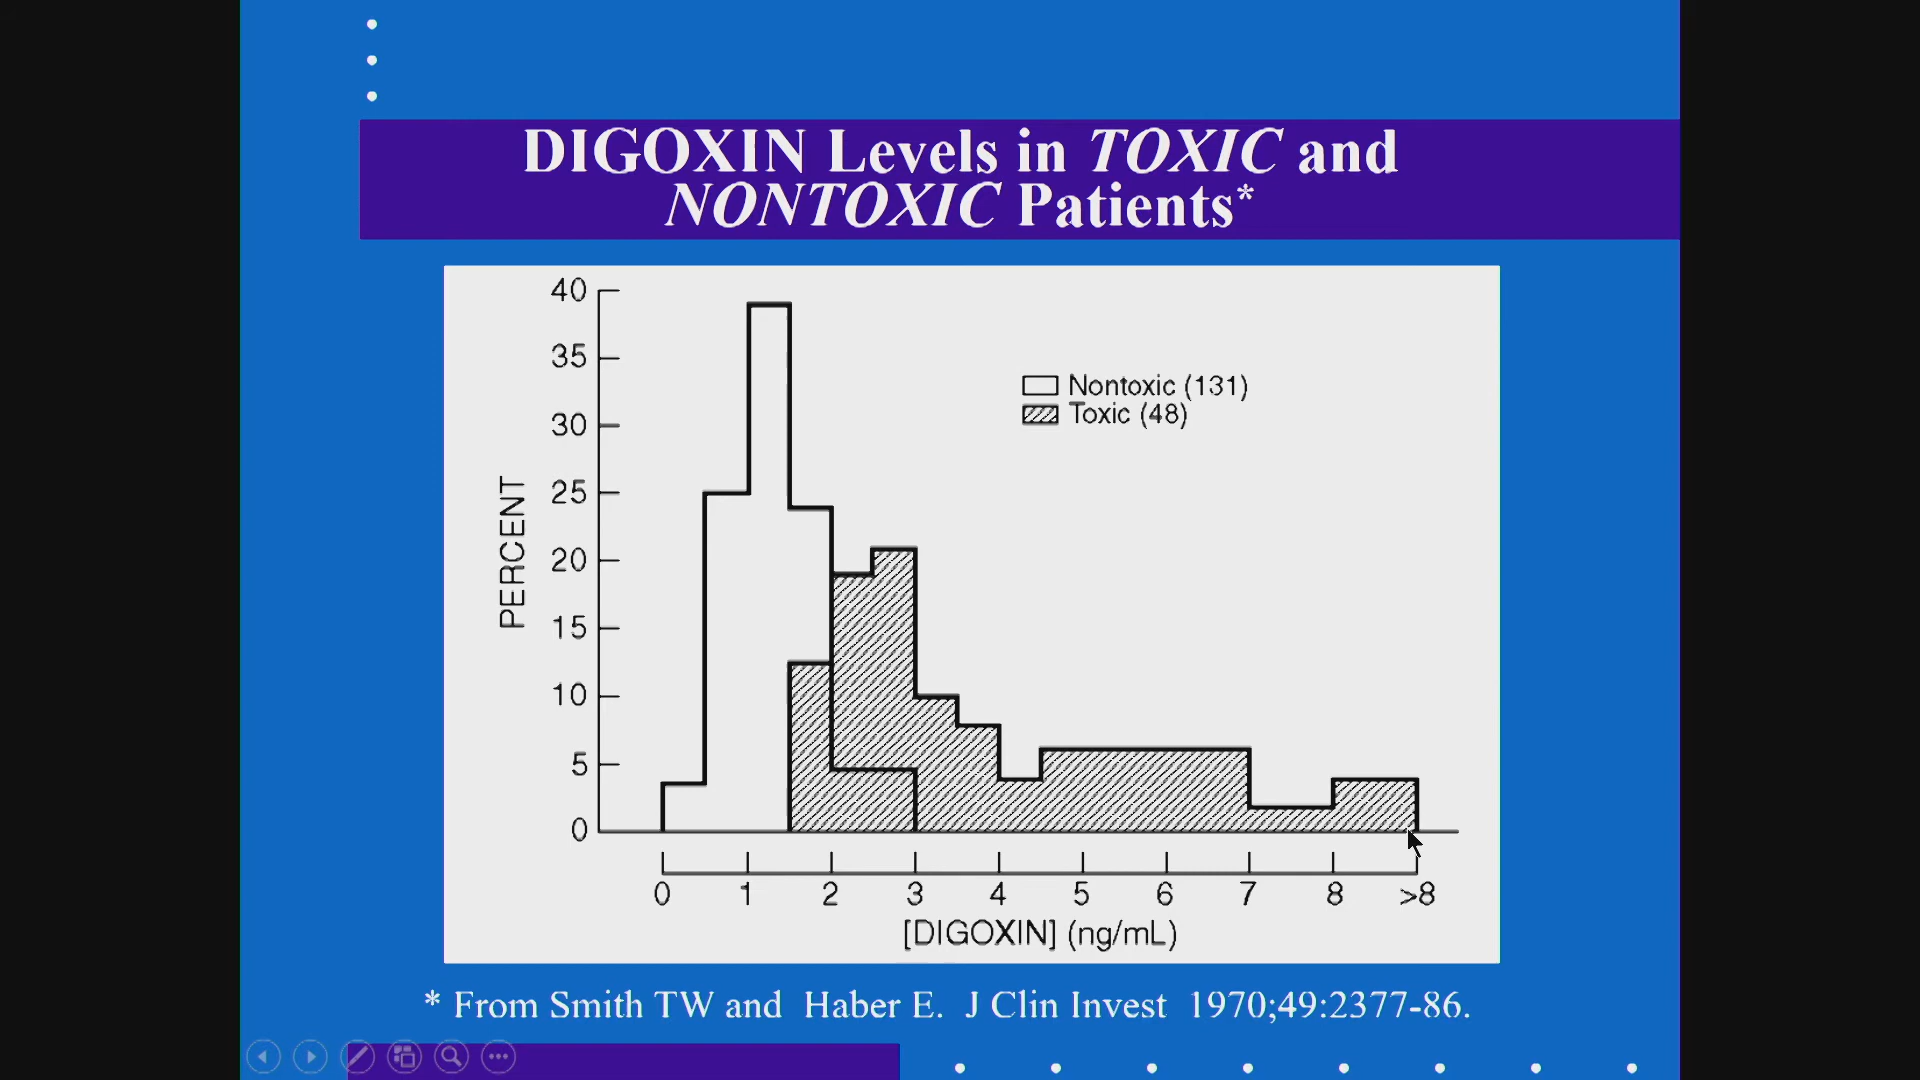 DIGOXIN Levels in TOXIC and
NONTOXIC Patients*
40
35
30
25
20
15
10
5
0
PERCENT
Nontoxic (131)
Toxic (48)
0 1 2 3 4 5 6 7 8 >8
[DIGOXIN] (ng/mL)
* From Smith TW and Haber E. J Clin Invest 1970;49:2377-86.